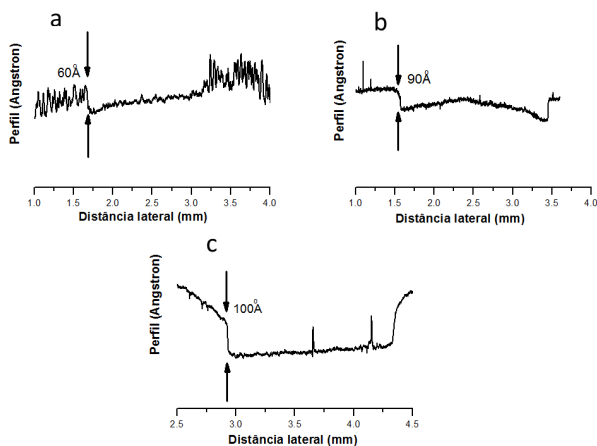 a
60Å
Perfil (Angstron)
1.0 1.5 2.0 2.5 3.0 3.5 4.0
Distância lateral (mm)
b
90Å
Perfil (Angstron)
1.0 1.5 2.0 2.5 3.0 3.5 4.0
Distância lateral (mm)
c
100Å
Perfil (Angstron)
2.5 3.0 3.5 4.0 4.5
Distância lateral (mm)